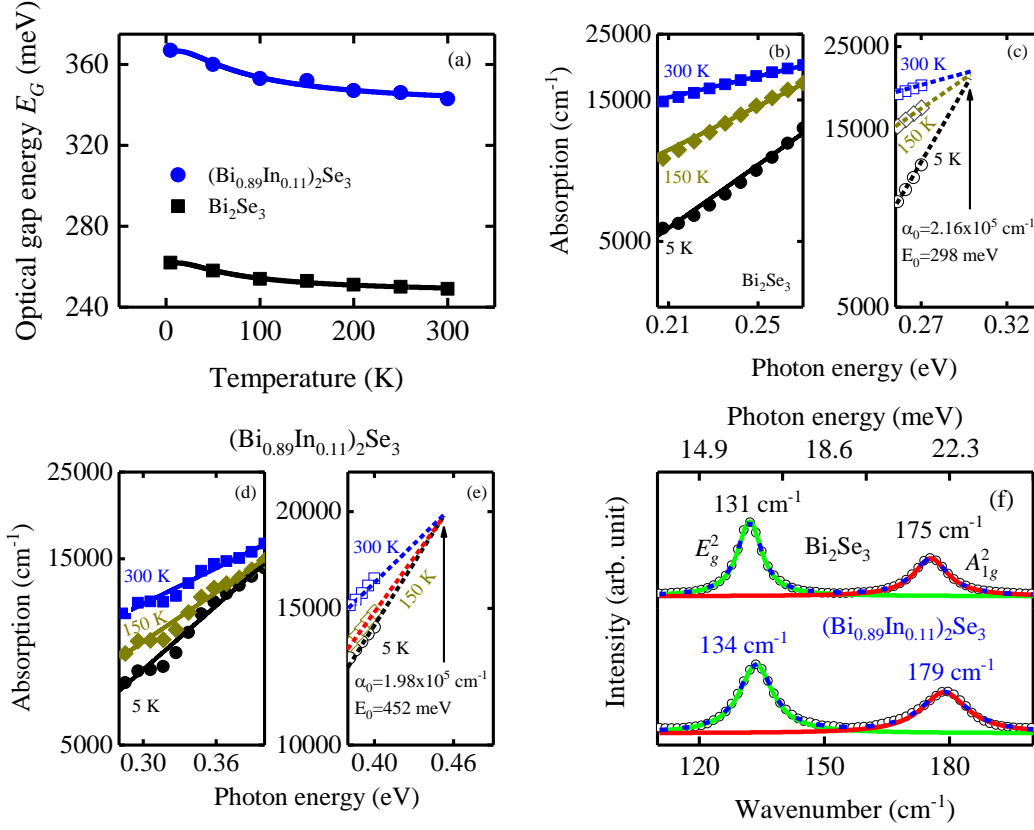 Optical gap energy E_G (meV)
360
320
280
240
(a)
(Bi0.89In0.11)2Se3
Bi2Se3
0
100
200
300
Temperature (K)
Absorption (cm-1)
25000
15000
5000
(b)
300 K
150 K
5 K
Bi2Se3
0.21
0.25
25000
15000
5000
(c)
300 K
150 K
5 K
α0=2.16x10^5 cm-1
E0=298 meV
0.27
0.32
Photon energy (eV)
(Bi0.89In0.11)2Se3
Absorption (cm-1)
25000
15000
5000
(d)
300 K
150 K
5 K
0.30
0.36
20000
15000
10000
(e)
300 K
150 K
5 K
α0=1.98x10^5 cm-1
E0=452 meV
0.40
0.46
Photon energy (eV)
Photon energy (meV)
14.9
18.6
22.3
Intensity (arb. unit)
(f)
131 cm-1
175 cm-1
E_g^2
Bi2Se3
A_1g^2
(Bi0.89In0.11)2Se3
134 cm-1
179 cm-1
120
150
180
Wavenumber (cm-1)